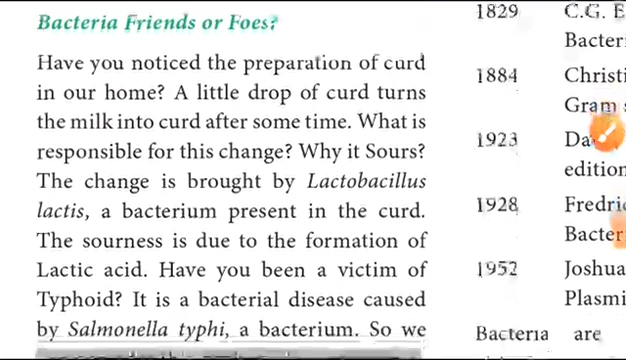 Bacteria Friends or Foes?
Have you noticed the preparation of curd
in our home? A little drop of curd turns
the milk into curd after some time. What is
responsible for this change? Why it Sours?
The change is brought by Lactobacillus
lactis, a bacterium present in the curd.
The sourness is due to the formation of
Lactic acid. Have you been a victim of
Typhoid? It is a bacterial disease caused
by Salmonella typhi, a bacterium. So we
1829 C.G. E
Bacter
1884 Christi
Gram s
1923 Da
edition
1928 Fredri
Bacter
1952 Joshua
Plasmi
Bacteria are